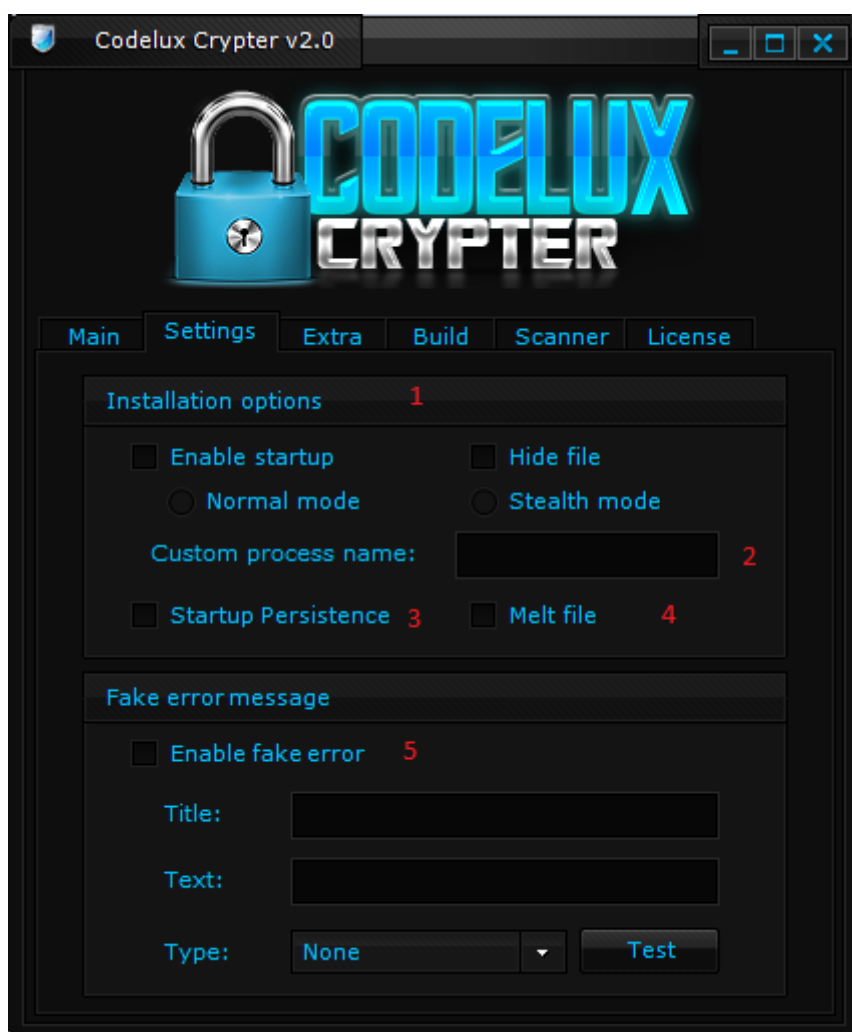 Codelux Crypter v2.0
CODELUX
CRYPTER
Main Settings Extra Build Scanner License
Installation options 1
Enable startup Hide file
Normal mode Stealth mode
Custom process name: 2
Startup Persistence 3 Melt file 4
Fake error message
Enable fake error 5
Title:
Text:
Type: None Test